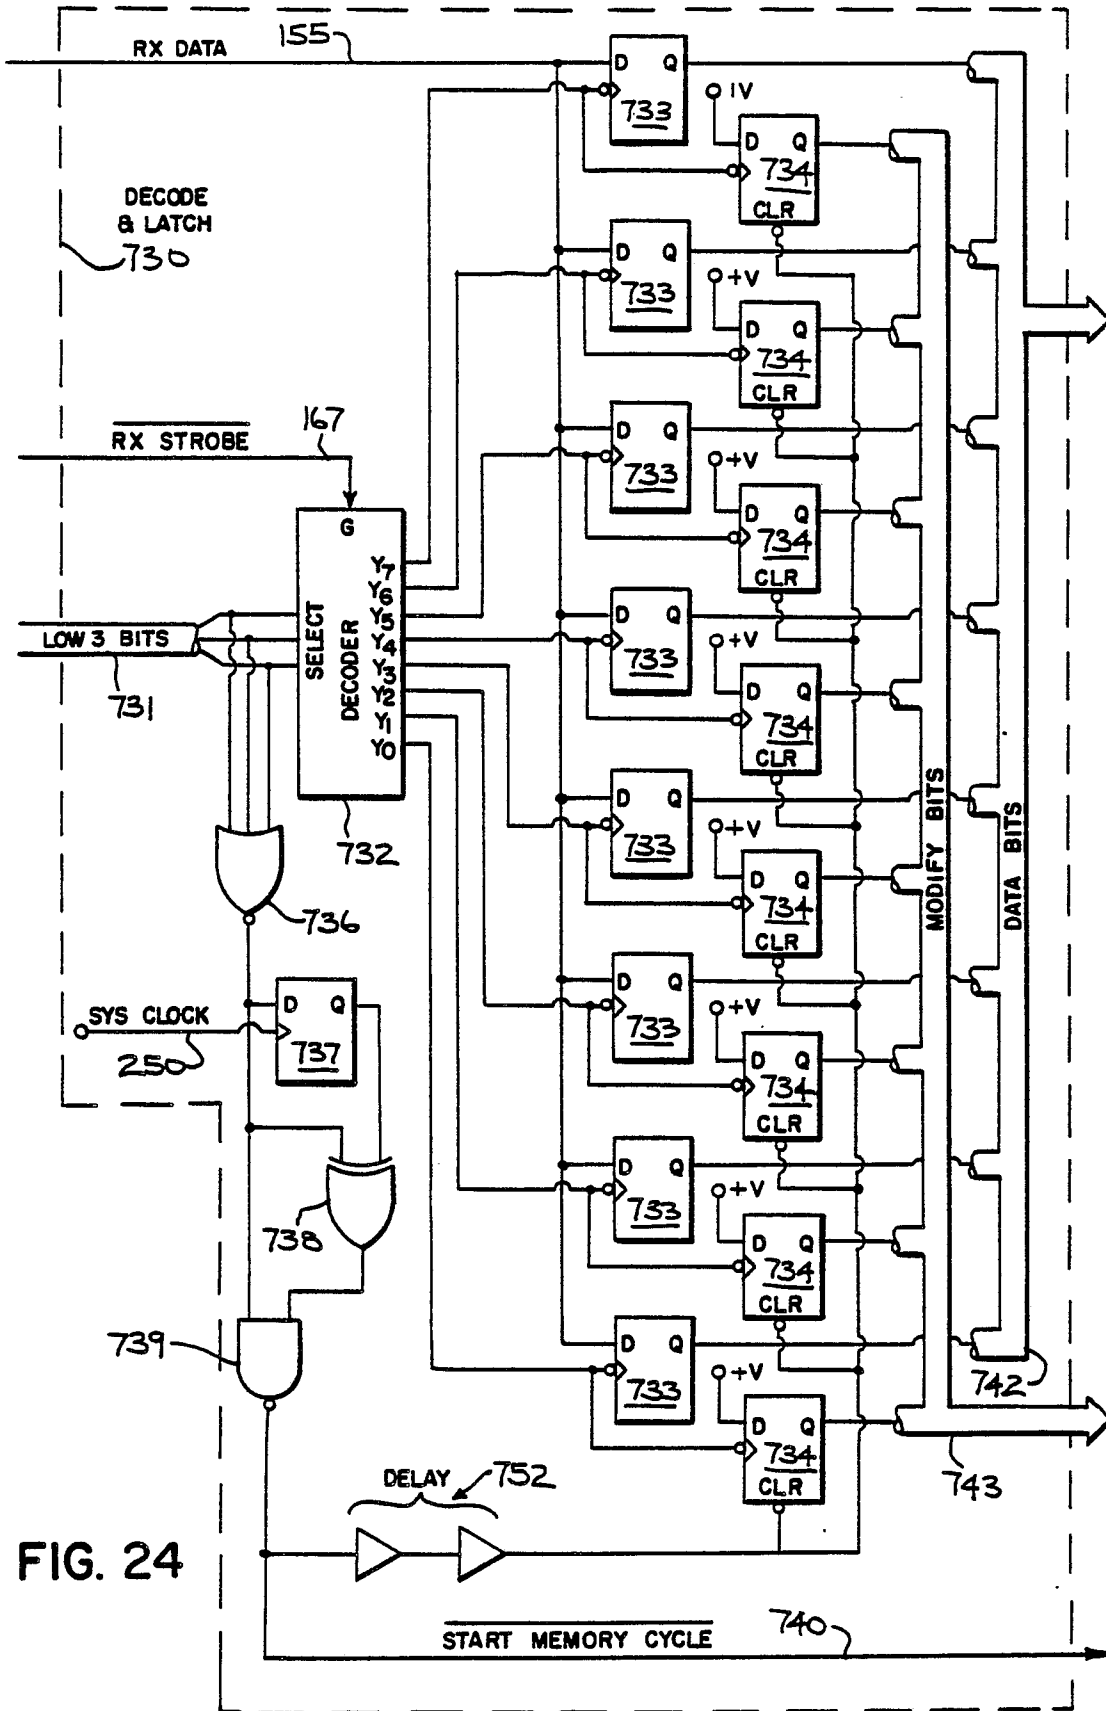 RX DATA
155
D Q
733
1V
D Q
734
CLR
DECODE
& LATCH
730
D Q
733
+V
D Q
734
CLR
RX STROBE
167
D Q
733
+V
D Q
734
CLR
G
Y7
Y6
Y5
Y4
Y3
Y2
Y1
Y0
SELECT
DECODER
732
LOW 3 BITS
731
D Q
733
+V
D Q
734
CLR
D Q
733
+V
D Q
734
CLR
MODIFY BITS
DATA BITS
736
D Q
737
SYS CLOCK
250
D Q
733
+V
D Q
734
CLR
738
D Q
733
+V
D Q
734
CLR
739
D Q
733
+V
D Q
734
CLR
742
743
DELAY
752
FIG. 24
START MEMORY CYCLE
740